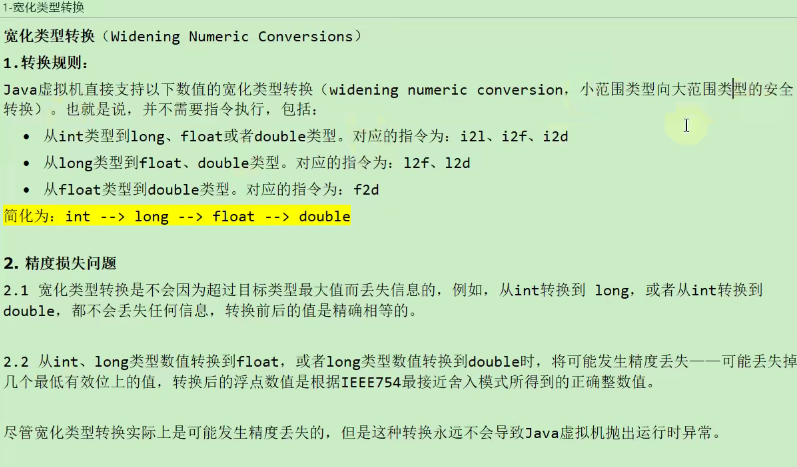 1-宽化类型转换
宽化类型转换（Widening Numeric Conversions）
1.转换规则：
Java虚拟机直接支持以下数值的宽化类型转换（widening numeric conversion，小范围类型向大范围类型的安全
转换）。也就是说，并不需要指令执行，包括：
• 从int类型到long、float或者double类型。对应的指令为：i2l、i2f、i2d
• 从long类型到float、double类型。对应的指令为：l2f、l2d
• 从float类型到double类型。对应的指令为：f2d
简化为：int --> long --> float --> double
2. 精度损失问题
2.1 宽化类型转换是不会因为超过目标类型最大值而丢失信息的，例如，从int转换到 long，或者从int转换到
double，都不会丢失任何信息，转换前后的值是精确相等的。
2.2 从int、long类型数值转换到float，或者long类型数值转换到double时，将可能发生精度丢失——可能丢失掉
几个最低有效位上的值，转换后的浮点数值是根据IEEE754最接近舍入模式所得到的正确整数值。
尽管宽化类型转换实际上是可能发生精度丢失的，但是这种转换永远不会导致Java虚拟机抛出运行时异常。